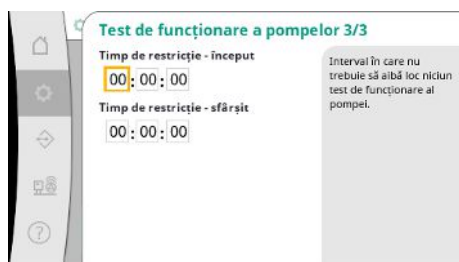 Test de funcționare a pompelor 3/3
Timp de restricție - început
00 : 00 : 00
Timp de restricție - sfârșit
00 : 00 : 00
Interval în care nu
trebuie să aibă loc niciun
test de funcționare al
pompei.
?